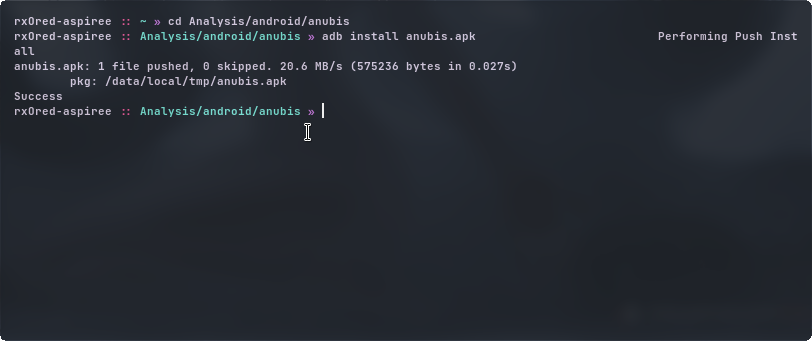 rx0red-aspiree :: ~ » cd Analysis/android/anubis
rx0red-aspiree :: Analysis/android/anubis » adb install anubis.apk Performing Push Inst
all
anubis.apk: 1 file pushed, 0 skipped. 20.6 MB/s (575236 bytes in 0.027s)
pkg: /data/local/tmp/anubis.apk
Success
rx0red-aspiree :: Analysis/android/anubis »